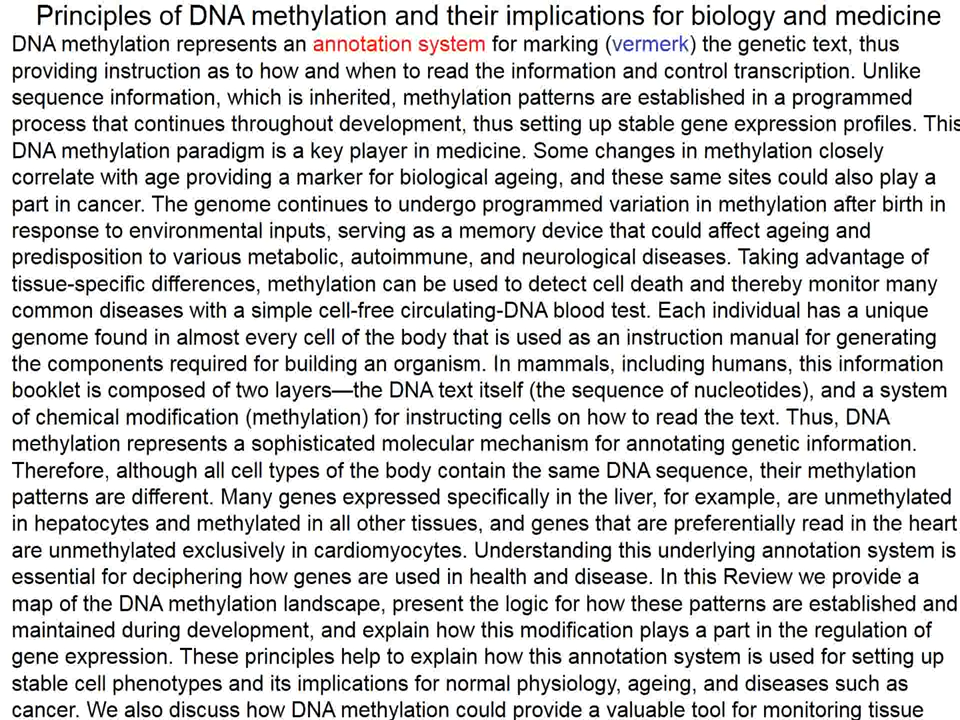 Principles of DNA methylation and their implications for biology and medicine
DNA methylation represents an annotation system for marking (vermerk) the genetic text, thus
providing instruction as to how and when to read the information and control transcription. Unlike
sequence information, which is inherited, methylation patterns are established in a programmed
process that continues throughout development, thus setting up stable gene expression profiles. This
DNA methylation paradigm is a key player in medicine. Some changes in methylation closely
correlate with age providing a marker for biological ageing, and these same sites could also play a
part in cancer. The genome continues to undergo programmed variation in methylation after birth in
response to environmental inputs, serving as a memory device that could affect ageing and
predisposition to various metabolic, autoimmune, and neurological diseases. Taking advantage of
tissue-specific differences, methylation can be used to detect cell death and thereby monitor many
common diseases with a simple cell-free circulating-DNA blood test. Each individual has a unique
genome found in almost every cell of the body that is used as an instruction manual for generating
the components required for building an organism. In mammals, including humans, this information
booklet is composed of two layers—the DNA text itself (the sequence of nucleotides), and a system
of chemical modification (methylation) for instructing cells on how to read the text. Thus, DNA
methylation represents a sophisticated molecular mechanism for annotating genetic information.
Therefore, although all cell types of the body contain the same DNA sequence, their methylation
patterns are different. Many genes expressed specifically in the liver, for example, are unmethylated
in hepatocytes and methylated in all other tissues, and genes that are preferentially read in the heart
are unmethylated exclusively in cardiomyocytes. Understanding this underlying annotation system is
essential for deciphering how genes are used in health and disease. In this Review we provide a
map of the DNA methylation landscape, present the logic for how these patterns are established and
maintained during development, and explain how this modification plays a part in the regulation of
gene expression. These principles help to explain how this annotation system is used for setting up
stable cell phenotypes and its implications for normal physiology, ageing, and diseases such as
cancer. We also discuss how DNA methylation could provide a valuable tool for monitoring tissue